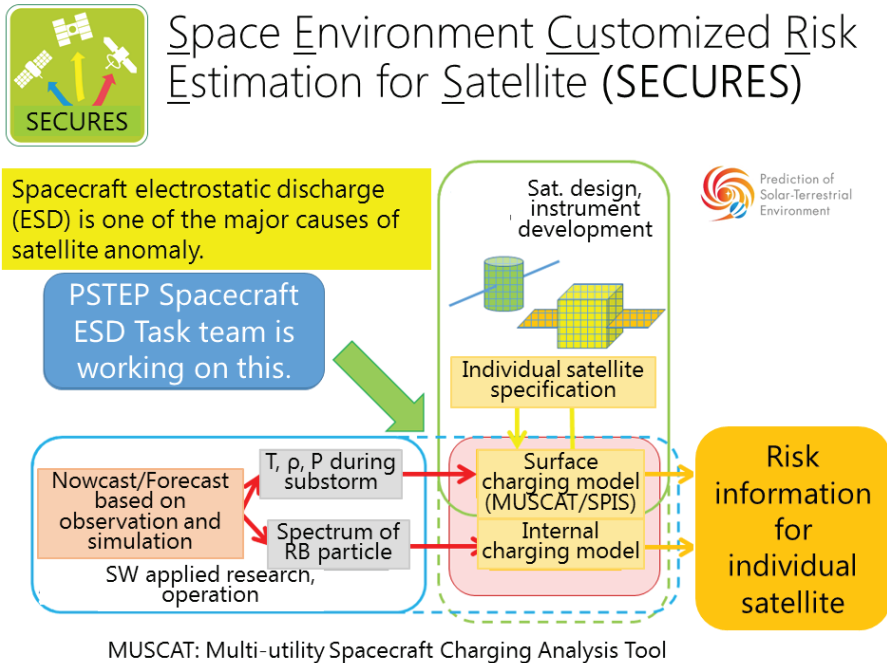 SECURES
Space Environment Customized Risk
Estimation for Satellite (SECURES)
Spacecraft electrostatic discharge
(ESD) is one of the major causes of
satellite anomaly.
Sat. design,
instrument
development
Prediction of
Solar-Terrestrial
Environment
PSTEP Spacecraft
ESD Task team is
working on this.
Individual satellite
specification
Nowcast/Forecast
based on
observation and
simulation
T, ρ, P during
substorm
Spectrum of
RB particle
SW applied research,
operation
Surface
charging model
(MUSCAT/SPIS)
Internal
charging model
Risk
information
for
individual
satellite
MUSCAT: Multi-utility Spacecraft Charging Analysis Tool